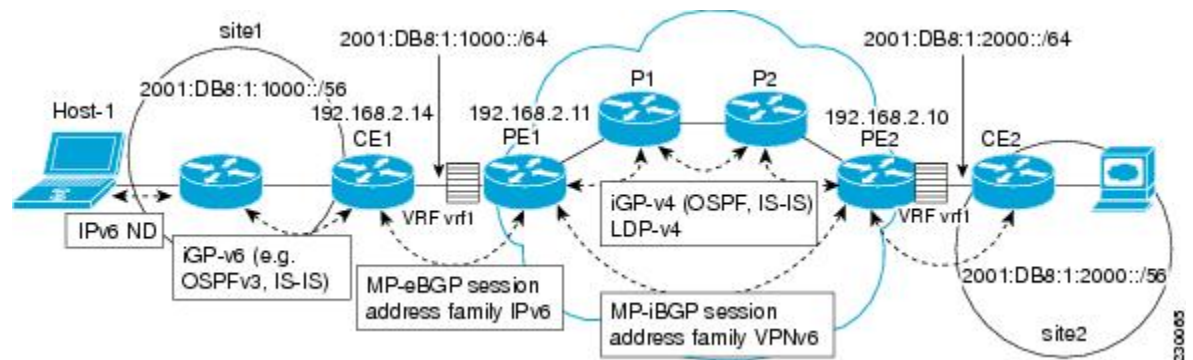 site1
2001:DB8:1:1000::/64
2001:DB8:1:2000::/64
2001:DB8:1:1000::/56
P1
P2
Host-1
192.168.2.14
192.168.2.11
192.168.2.10
CE1
PE1
PE2
CE2
VRF vrf1
iGP-v4 (OSPF, IS-IS)
LDP-v4
VRF vrf1
IPv6 ND
iGP-v6 (e.g.
OSPFv3, IS-IS)
MP-eBGP session
address family IPv6
MP-iBGP session
address family VPNv6
2001:DB8:1:2000::/56
site2
230065